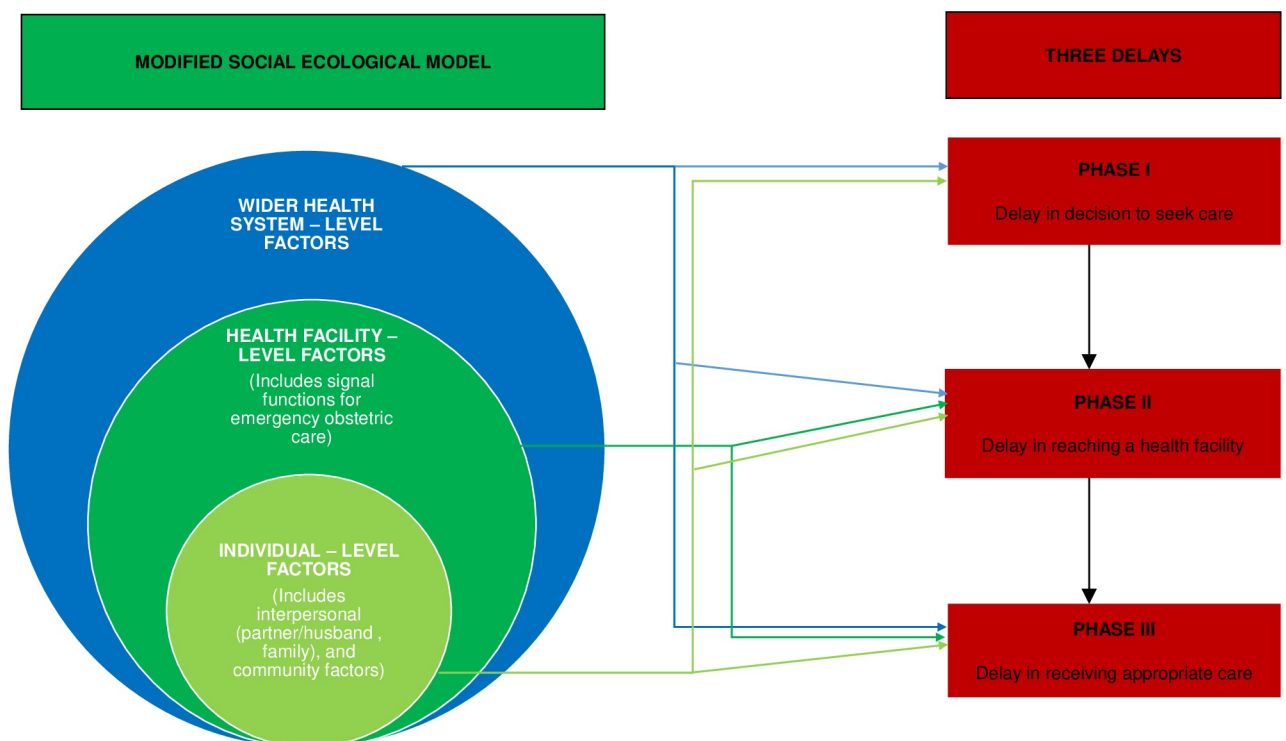 MODIFIED SOCIAL ECOLOGICAL MODEL
THREE DELAYS
WIDER HEALTH
SYSTEM – LEVEL
FACTORS
HEALTH FACILITY –
LEVEL FACTORS
(Includes signal
functions for
emergency obstetric
care)
INDIVIDUAL – LEVEL
FACTORS
(Includes
interpersonal
(partner/husband ,
family), and
community factors)
PHASE I
Delay in decision to seek care
PHASE II
Delay in reaching a health facility
PHASE III
Delay in receiving appropriate care